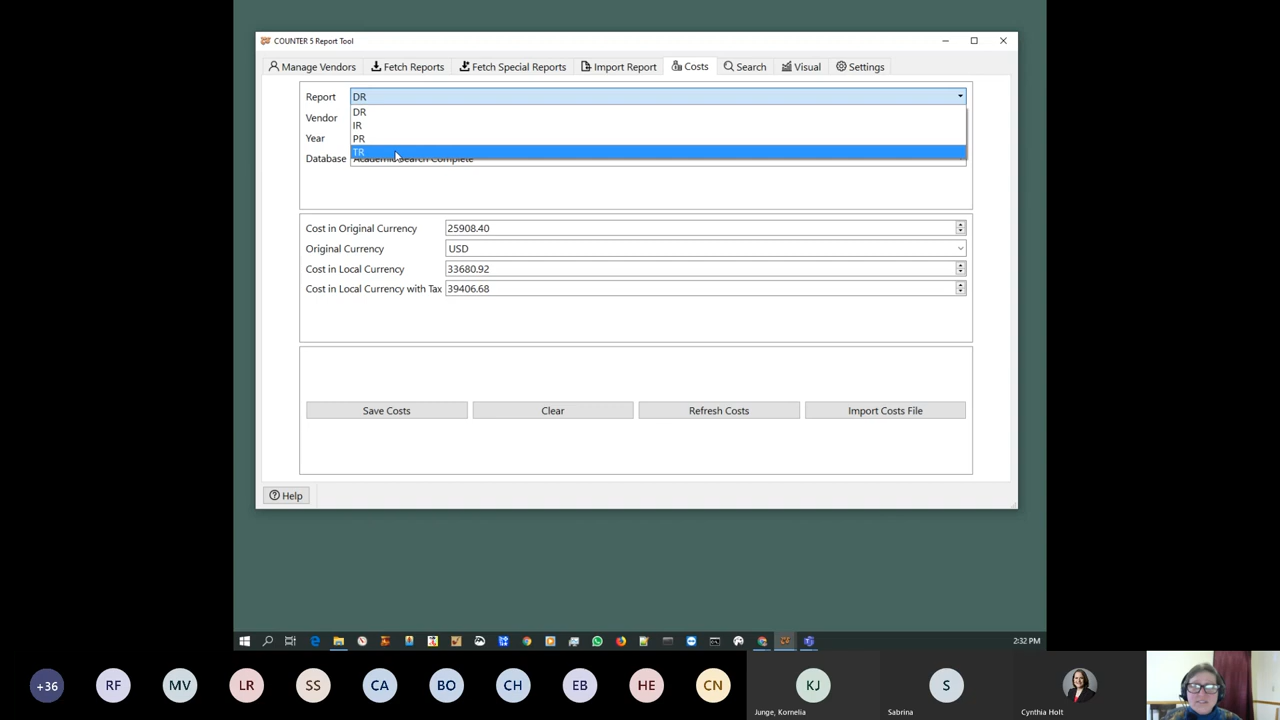 COUNTER 5 Report Tool
Manage Vendors Fetch Reports Fetch Special Reports Import Report Costs Search Visual Settings
Report DR
DR
Vendor
IR
Year PR
TR
Database Academic Search Complete
Cost in Original Currency 25908.40
Original Currency USD
Cost in Local Currency 33680.92
Cost in Local Currency with Tax 39406.68
Save Costs Clear Refresh Costs Import Costs File
Help
2:32 PM
+36 RF MV LR SS CA BO CH EB HE CN KJ S
Junge, Kornelia Sabrina Cynthia Holt